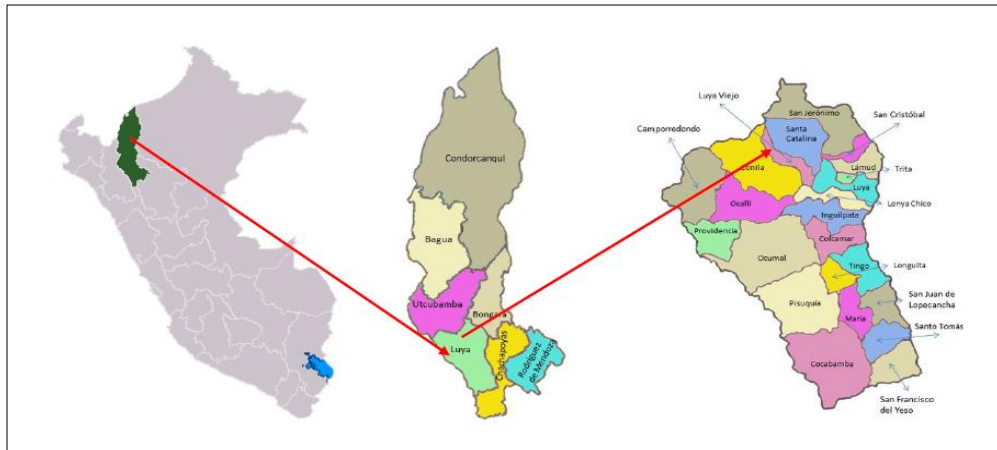 Condorcanqui
Bagua
Utcubamba
Bongara
Luya
Chachapoyas
Rodríguez
de Mendoza
Luya Viejo
San Jerónimo
San Cristóbal
Camporredondo
Santa
Catalina
Conila
Lámud
Trita
Luya
Ocalli
Lonya Chico
Inguilpata
Providencia
Colcamar
Ocumal
Tingo
Longuita
Pisuquia
San Juan de
Lopecancha
María
Santo Tomás
Cocabamba
San Francisco
del Yeso